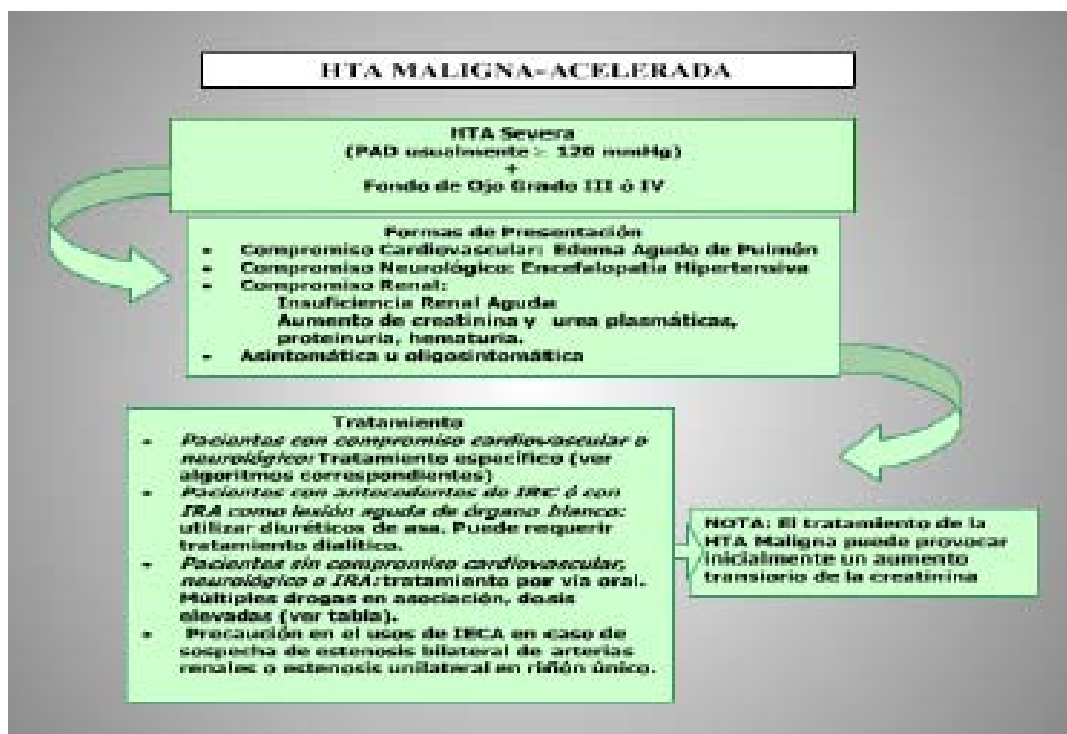 HTA MALIGNA-ACELERADA
HTA Severa
(PAD usualmente > 120 mmHg)
+
Fondo de Ojo Grado III ó IV
Formas de Presentación
- Compromiso Cardiovascular: Edema Agudo de Pulmón
- Compromiso Neurológico: Encefalopatía Hipertensiva
- Compromiso Renal:
Insuficiencia Renal Aguda:
Aumento de creatinina y urea plasmáticas,
proteinuria, hematuria.
- Asintomática u oligosintomática
Tratamiento
- Pacientes con compromiso cardiovascular o
neurológico: Tratamiento específico (ver
algoritmos correspondientes)
- Pacientes con antecedentes de IRC ó con
IRA como lesión aguda de órgano blanco:
utilizar diuréticos de asa. Puede requerir
tratamiento dialítico.
- Pacientes sin compromiso cardiovascular,
neurológico o IRA: tratamiento por vía oral.
Múltiples drogas en asociación, dosis
elevadas (ver tabla).
- Precaución en el usos de IECA en caso de
sospecha de estenosis bilateral de arterias
renales o estenosis unilateral en riñón único.
NOTA: El tratamiento de la
HTA Maligna puede provocar
inicialmente un aumento
transiorio de la creatinina